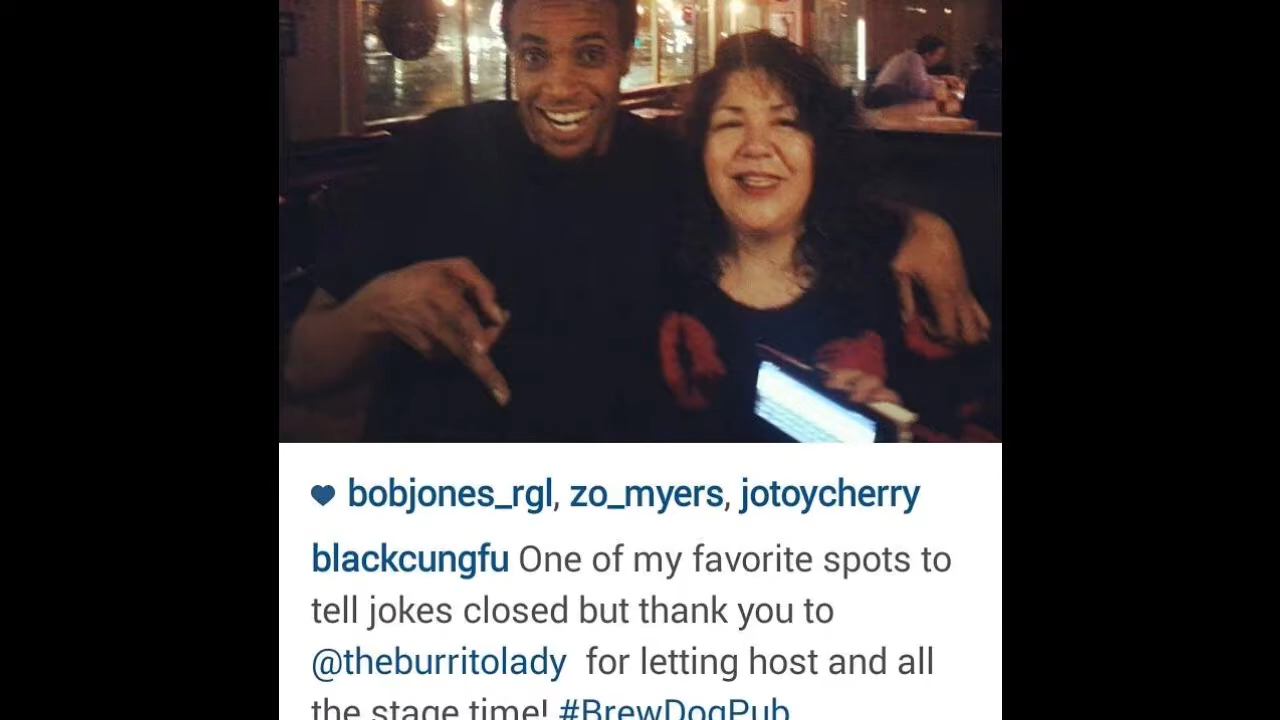 bobjones_rgl, zo_myers, jotoycherry
blackcungfu One of my favorite spots to
tell jokes closed but thank you to
@theburritolady for letting host and all
the stage time! #BrewDogPub